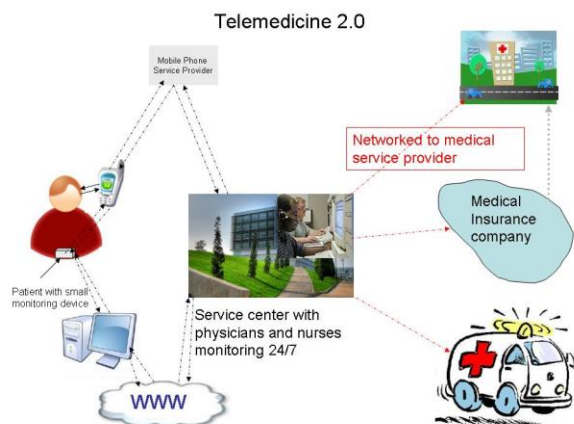 Telemedicine 2.0
Mobile Phone
Service Provider
Networked to medical
service provider
Medical
Insurance
company
Patient with small
monitoring device
Service center with
physicians and nurses
monitoring 24/7
WWW